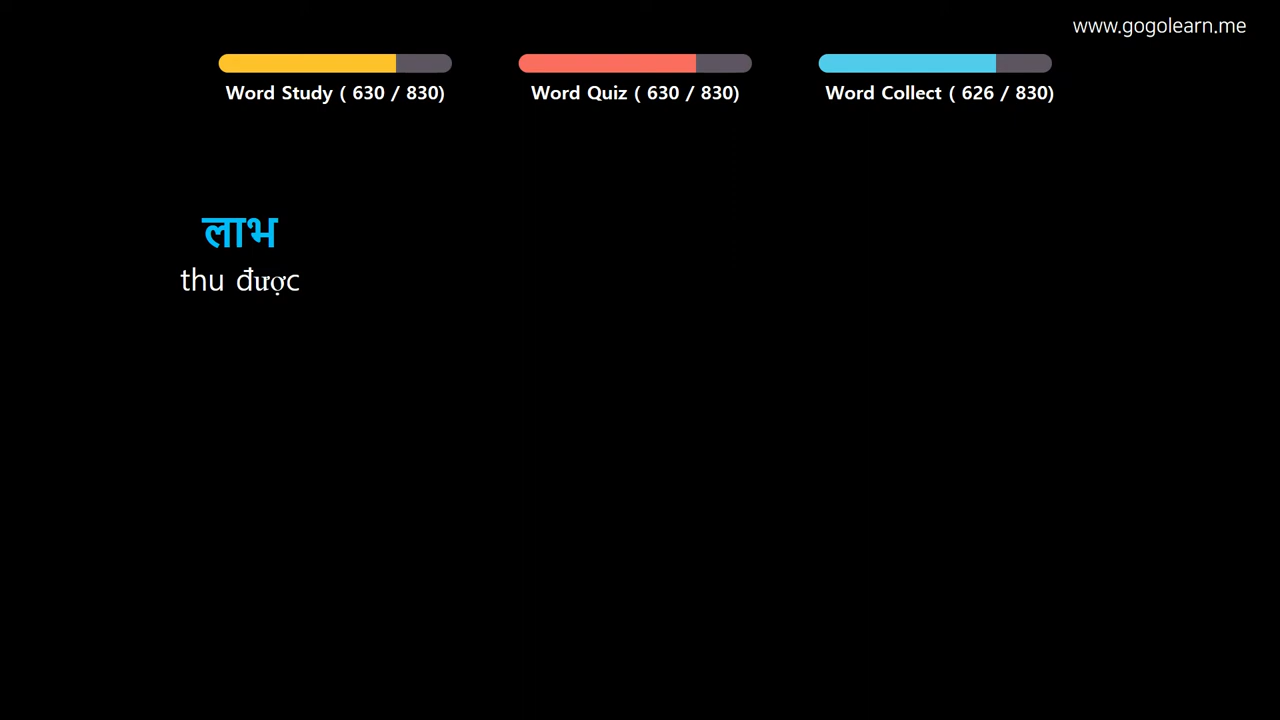 www.gogolearn.me
Word Study ( 630 / 830)
Word Quiz ( 630 / 830)
Word Collect ( 626 / 830)
लाभ
thu được